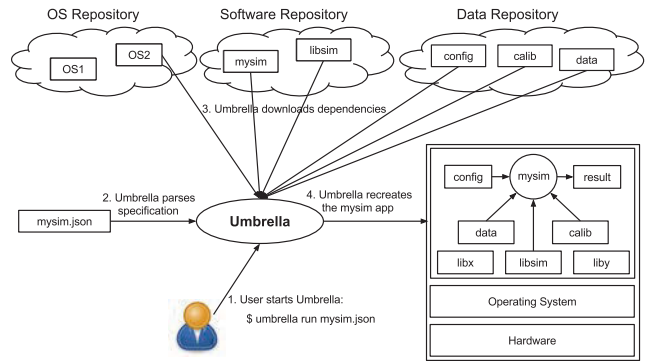 OS Repository
Software Repository
Data Repository
OS1
OS2
mysim
libsim
config
calib
data
3. Umbrella downloads dependencies
2. Umbrella parses
specification
4. Umbrella recreates
the mysim app
mysim.json
Umbrella
config
mysim
result
data
calib
libx
libsim
liby
Operating System
Hardware
1. User starts Umbrella:
$ umbrella run mysim.json